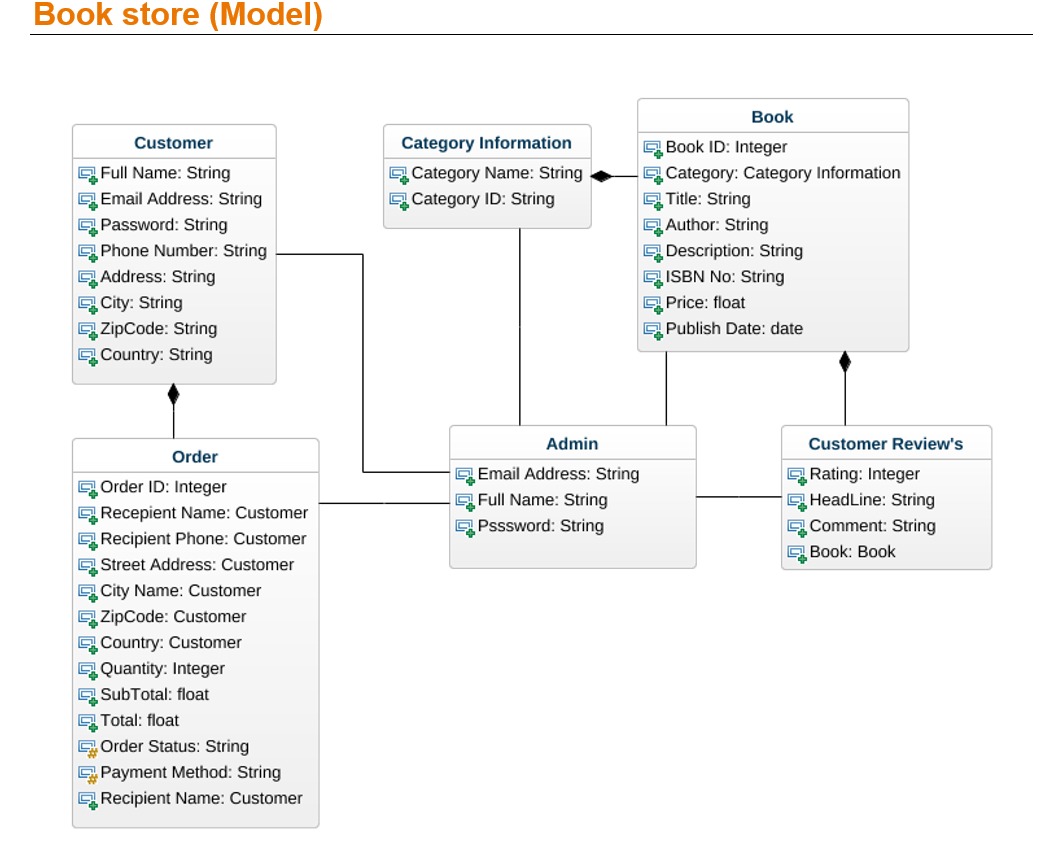 Book store (Model)
Customer
Full Name: String
Email Address: String
Password: String
Phone Number: String
Address: String
City: String
ZipCode: String
Country: String
Category Information
Category Name: String
Category ID: String
Book
Book ID: Integer
Category: Category Information
Title: String
Author: String
Description: String
ISBN No: String
Price: float
Publish Date: date
Order
Order ID: Integer
Recepient Name: Customer
Recipient Phone: Customer
Street Address: Customer
City Name: Customer
ZipCode: Customer
Country: Customer
Quantity: Integer
SubTotal: float
Total: float
Order Status: String
Payment Method: String
Recipient Name: Customer
Admin
Email Address: String
Full Name: String
Psssword: String
Customer Review's
Rating: Integer
HeadLine: String
Comment: String
Book: Book